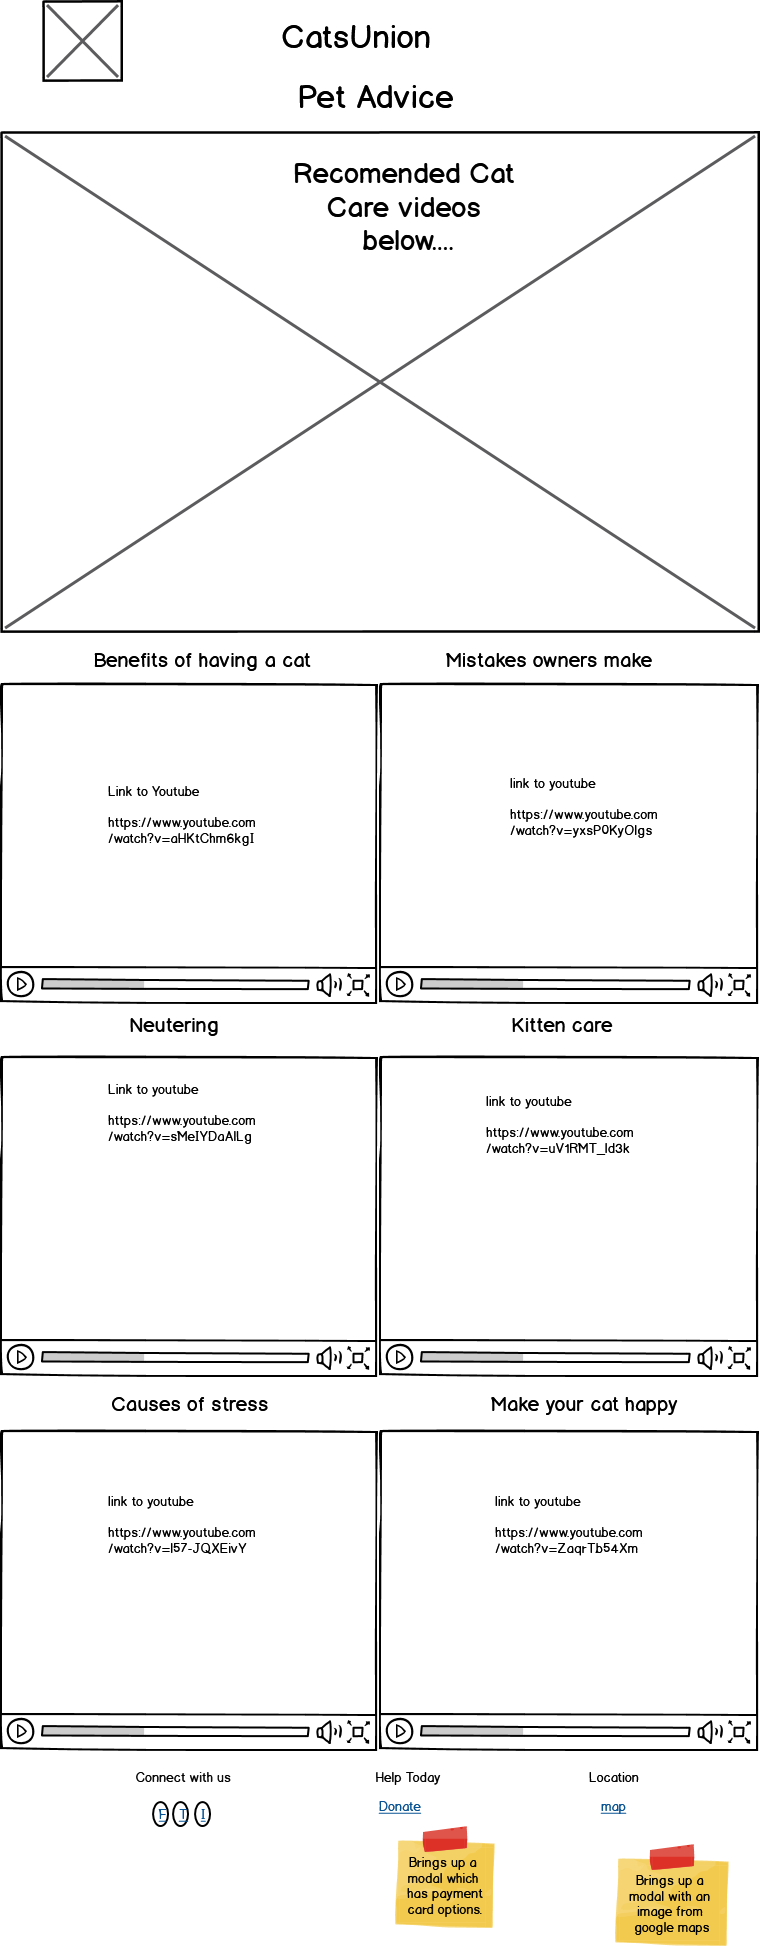 CatsUnion
Pet Advice
Recomended Cat
Care videos
below....
Benefits of having a cat
Mistakes owners make
Link to Youtube
https://www.youtube.com
/watch?v=aHKtChm6kgI
link to youtube
https://www.youtube.com
/watch?v=yxsP0KyOlgs
Neutering
Kitten care
Link to youtube
https://www.youtube.com
/watch?v=sMeIYDaAlLg
link to youtube
https://www.youtube.com
/watch?v=uV1RMT_ld3k
Causes of stress
Make your cat happy
link to youtube
https://www.youtube.com
/watch?v=l57-JQXEivY
link to youtube
https://www.youtube.com
/watch?v=ZaqrTb54Xm
Connect with us
F T I
Help Today
Donate
Brings up a
modal which
has payment
card options.
Location
map
Brings up a
modal with an
image from
google maps